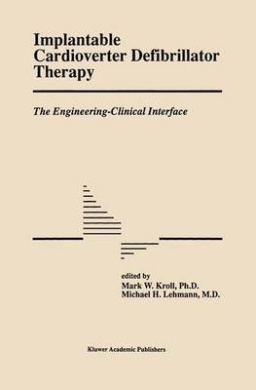 Implantable
Cardioverter Defibrillator
Therapy
The Engineering-Clinical Interface
edited by
Mark W. Kroll, Ph.D.
Michael H. Lehmann, M.D.
Kluwer Academic Publishers